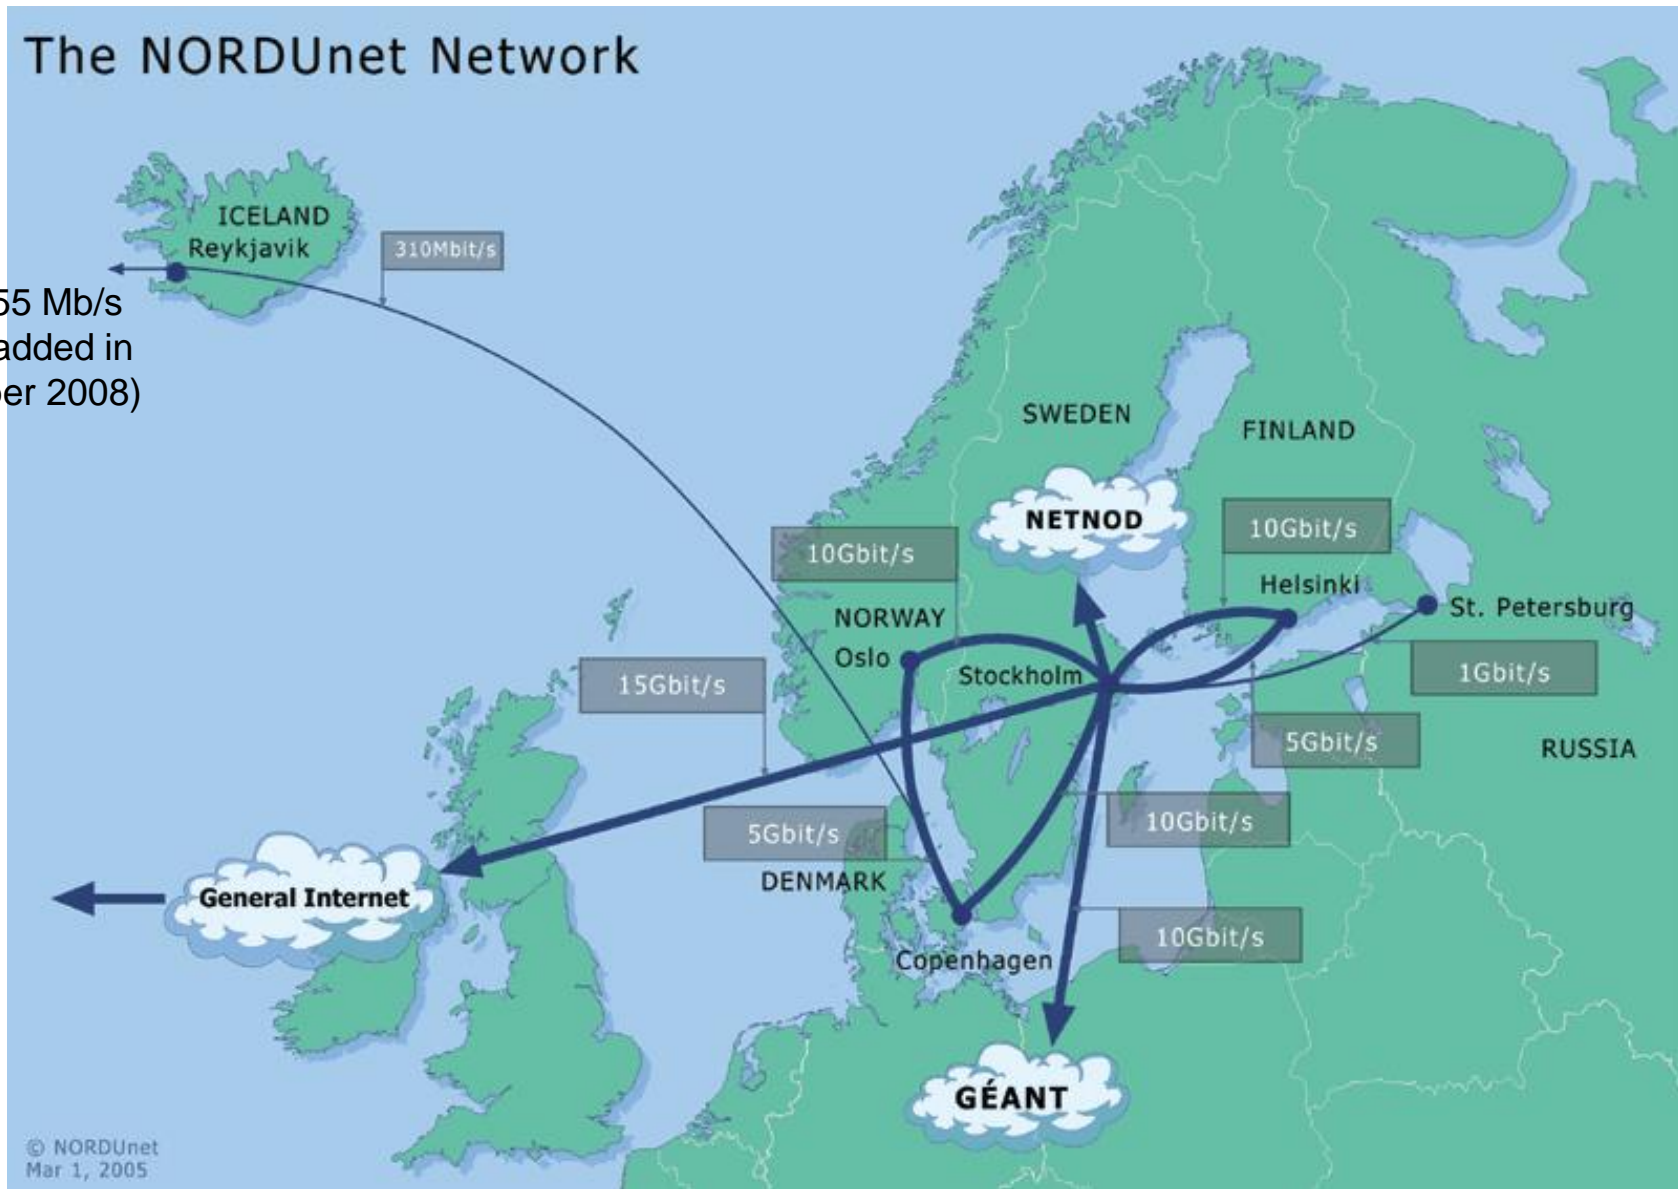 The NORDUnet Network
ICELAND
Reykjavik
310Mbit/s
55 Mb/s
added in
2008)
SWEDEN
FINLAND
NETNOD
10Gbit/s
10Gbit/s
Helsinki
NORWAY
St. Petersburg
Oslo
Stockholm
1Gbit/s
15Gbit/s
5Gbit/s
RUSSIA
5Gbit/s
10Gbit/s
DENMARK
General Internet
10Gbit/s
Copenhagen
GÉANT
© NORDUnet
Mar 1, 2005